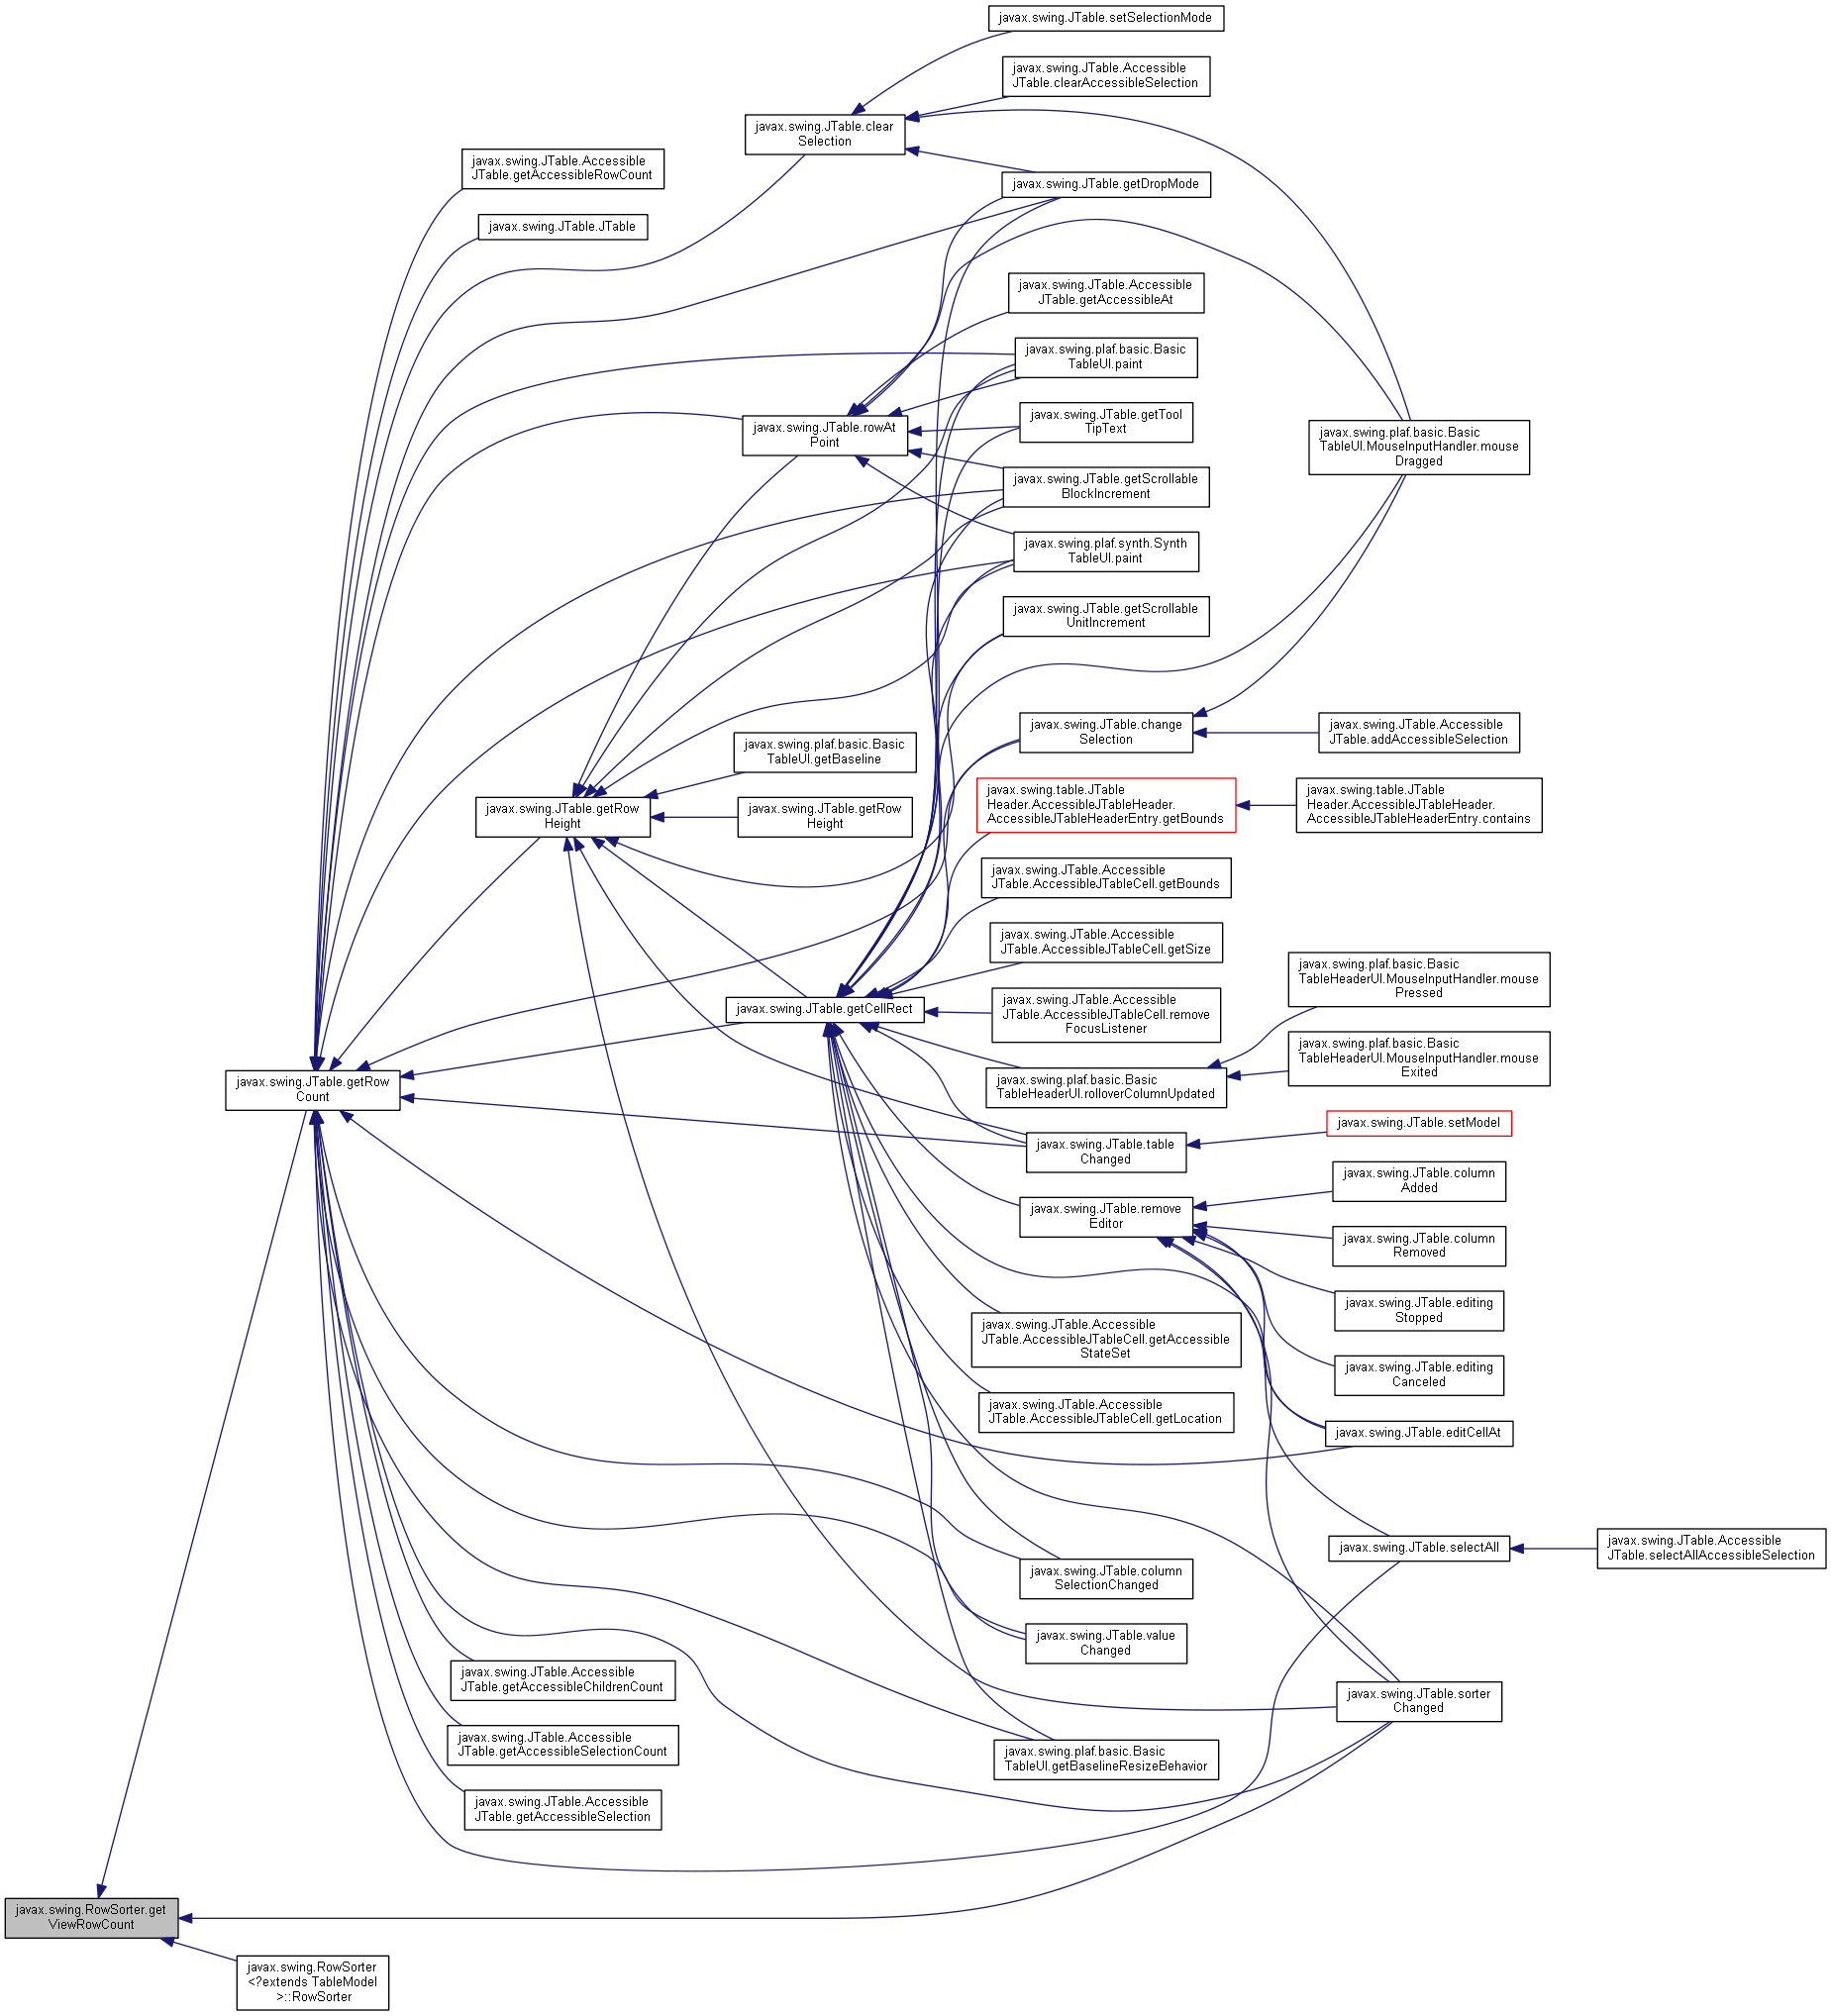 javax.swing.JTable.setSelectionMode
javax.swing.JTable.Accessible
JTable.clearAccessibleSelection
javax.swing.JTable.clear
Selection
javax.swing.JTable.Accessible
JTable.getAccessibleRowCount
javax.swing.JTable.getDropMode
javax.swing.JTable.JTable
javax.swing.JTable.Accessible
JTable.getAccessibleAt
javax.swing.plaf.basic.Basic
TableUI.paint
javax.swing.JTable.getTool
TipText
javax.swing.JTable.rowAt
Point
javax.swing.plaf.basic.Basic
TableUI.MouseInputHandler.mouse
Dragged
javax.swing.JTable.getScrollable
BlockIncrement
javax.swing.plaf.synth.Synth
TableUI.paint
javax.swing.JTable.getScrollable
UnitIncrement
javax.swing.JTable.change
Selection
javax.swing.JTable.Accessible
JTable.addAccessibleSelection
javax.swing.plaf.basic.Basic
TableUI.getBaseline
javax.swing.table.JTable
Header.AccessibleJTableHeader.
AccessibleJTableHeaderEntry.getBounds
javax.swing.table.JTable
Header.AccessibleJTableHeader.
AccessibleJTableHeaderEntry.contains
javax.swing.JTable.getRow
Height
javax.swing.JTable.getRow
Height
javax.swing.JTable.Accessible
JTable.AccessibleJTableCell.getBounds
javax.swing.JTable.Accessible
JTable.AccessibleJTableCell.getSize
javax.swing.plaf.basic.Basic
TableHeaderUI.MouseInputHandler.mouse
Pressed
javax.swing.JTable.getCellRect
javax.swing.JTable.Accessible
JTable.AccessibleJTableCell.remove
FocusListener
javax.swing.plaf.basic.Basic
TableHeaderUI.MouseInputHandler.mouse
Exited
javax.swing.JTable.getRow
Count
javax.swing.plaf.basic.Basic
TableHeaderUI.rolloverColumnUpdated
javax.swing.JTable.setModel
javax.swing.JTable.table
Changed
javax.swing.JTable.column
Added
javax.swing.JTable.remove
Editor
javax.swing.JTable.column
Removed
javax.swing.JTable.editing
Stopped
javax.swing.JTable.Accessible
JTable.AccessibleJTableCell.getAccessible
StateSet
javax.swing.JTable.editing
Canceled
javax.swing.JTable.Accessible
JTable.AccessibleJTableCell.getLocation
javax.swing.JTable.editCellAt
javax.swing.JTable.selectAll
javax.swing.JTable.Accessible
JTable.selectAllAccessibleSelection
javax.swing.JTable.column
SelectionChanged
javax.swing.JTable.value
Changed
javax.swing.JTable.Accessible
JTable.getAccessibleChildrenCount
javax.swing.JTable.sorter
Changed
javax.swing.JTable.Accessible
JTable.getAccessibleSelectionCount
javax.swing.plaf.basic.Basic
TableUI.getBaselineResizeBehavior
javax.swing.JTable.Accessible
JTable.getAccessibleSelection
javax.swing.RowSorter.get
ViewRowCount
javax.swing.RowSorter
<?extends TableModel
>::RowSorter